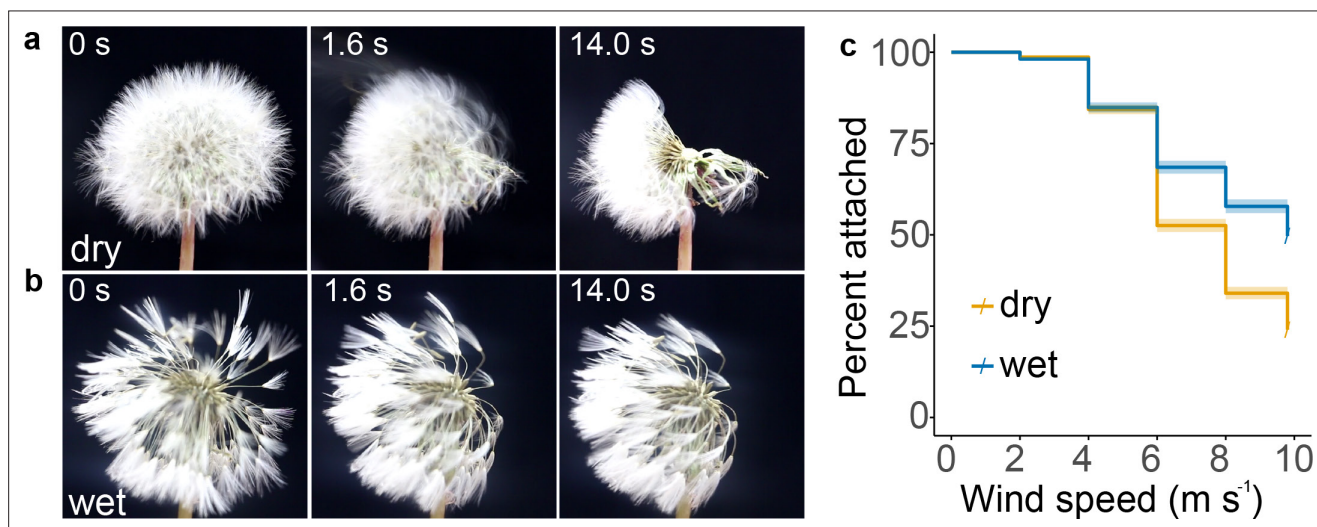 a
0 s
1.6 s
14.0 s
dry
b
0 s
1.6 s
14.0 s
wet
c
Percent attached
100
75
50
25
0
dry
wet
0 2 4 6 8 10
Wind speed (m s⁻¹)